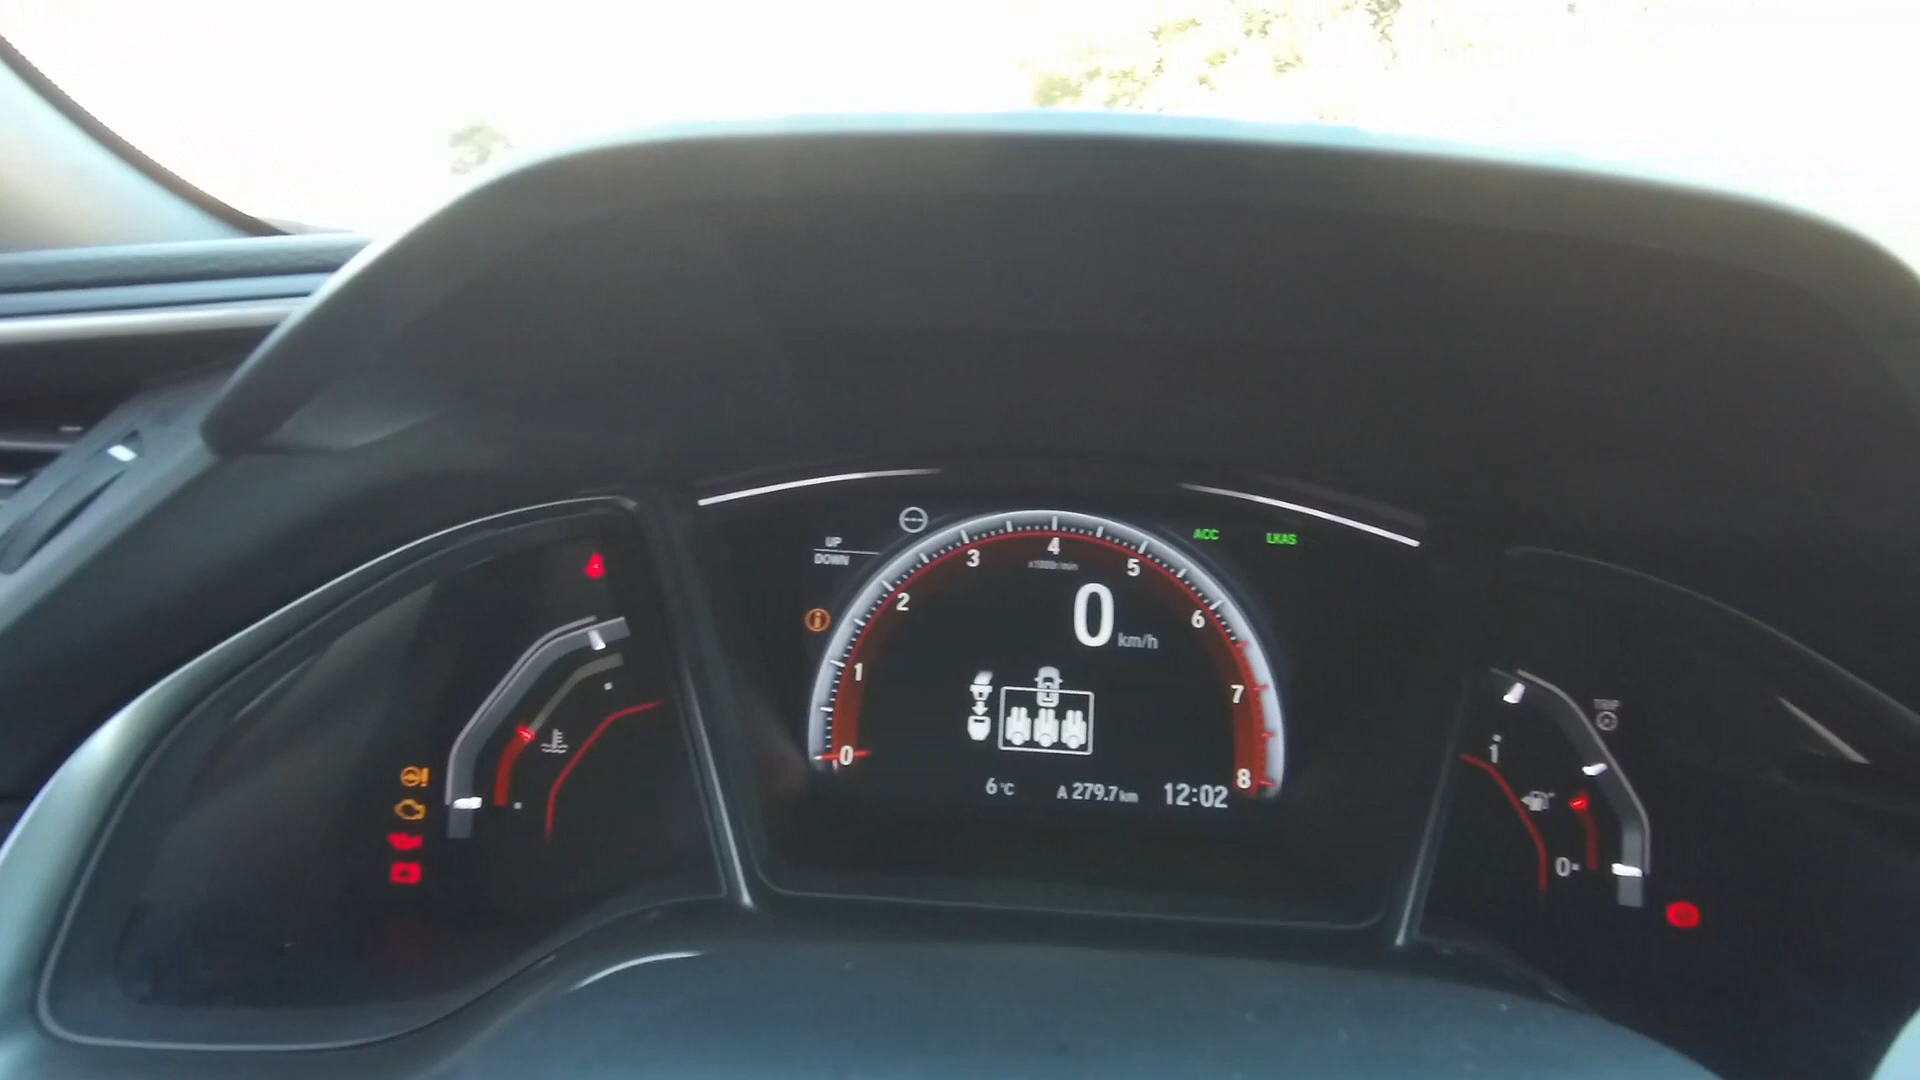 ACC LKAS
UP
DOWN
0 1 2 3 4 5 6 7 8
x1000r/min
0 km/h
6 °C A 279.7 km 12:02
TRIP
1
0